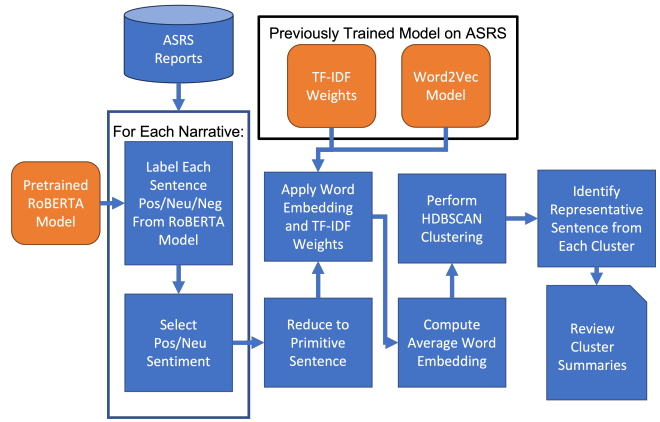 ASRS
Reports
Previously Trained Model on ASRS
TF-IDF
Weights
Word2Vec
Model
For Each Narrative:
Pretrained
RoBERTA
Model
Label Each
Sentence
Pos/Neu/Neg
From RoBERTA
Model
Select
Pos/Neu
Sentiment
Reduce to
Primitive
Sentence
Apply Word
Embedding
and TF-IDF
Weights
Compute
Average Word
Embedding
Perform
HDBSCAN
Clustering
Identify
Representative
Sentence from
Each Cluster
Review
Cluster
Summaries